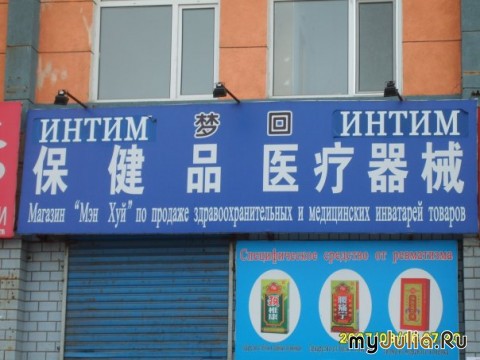 ИНТИМ 梦 回 ИНТИМ
保健品 医疗器械
Магазин “Мэн Хуй” по продаже здравоохранительных и медицинских инватарей товаров
Специфическое средство от ревматизма
myJulia.Ru